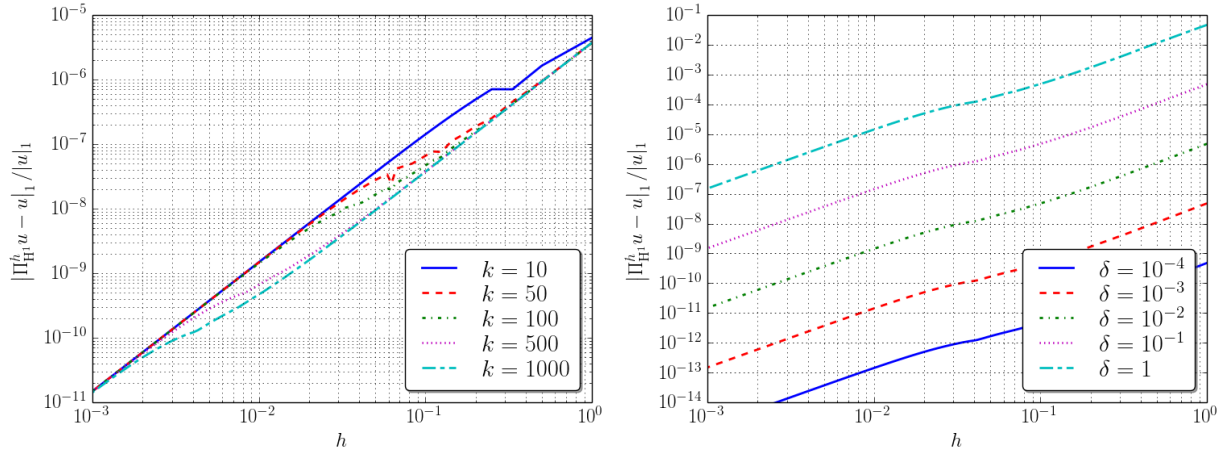 10^{-5}
10^{-6}
10^{-7}
10^{-8}
10^{-9}
10^{-10}
10^{-11}
|Π^h_{H^1} u − u|_1 / |u|_1
k = 10
k = 50
k = 100
k = 500
k = 1000
10^{-3} 10^{-2} 10^{-1} 10^0
h
10^{-1}
10^{-2}
10^{-3}
10^{-4}
10^{-5}
10^{-6}
10^{-7}
10^{-8}
10^{-9}
10^{-10}
10^{-11}
10^{-12}
10^{-13}
10^{-14}
|Π^h_{H^1} u − u|_1 / |u|_1
δ = 10^{-4}
δ = 10^{-3}
δ = 10^{-2}
δ = 10^{-1}
δ = 1
10^{-3} 10^{-2} 10^{-1} 10^0
h